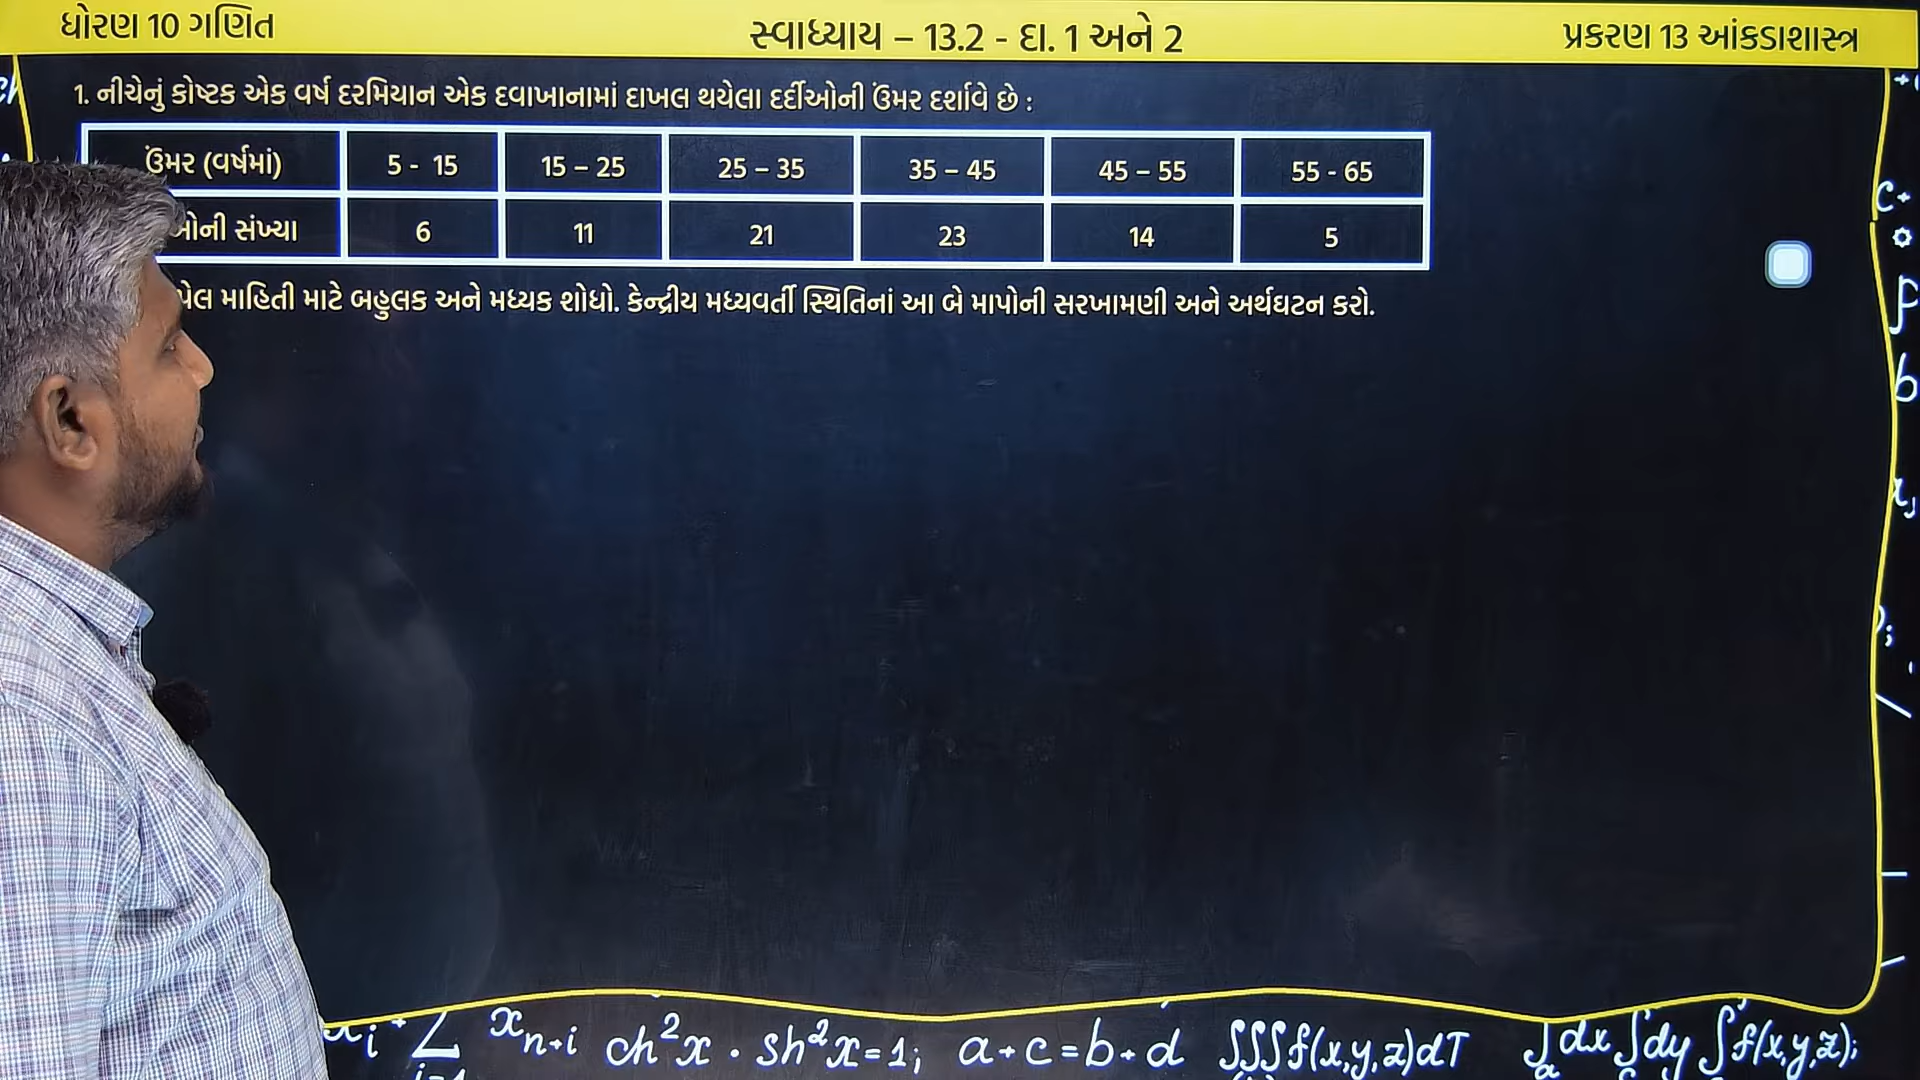 ધોરણ 10 ગણિત
સ્વાધ્યાય – 13.2 - દા. 1 અને 2
પ્રકરણ 13 આંકડાશાસ્ત્ર
1. નીચેનું કોષ્ટક એક વર્ષ દરમિયાન એક દવાખાનામાં દાખલ થયેલા દર્દીઓની ઉંમર દર્શાવે છે :
ઉંમર (વર્ષમાં) 5 - 15 15 – 25 25 – 35 35 – 45 45 – 55 55 - 65
સંખ્યા 6 11 21 23 14 5
માહિતી માટે બહુલક અને મધ્યક શોધો. કેન્દ્રીય મધ્યવર્તી સ્થિતિનાં આ બે માપોની સરખામણી અને અર્થઘટન કરો.
x_{n+i} ch²x · sh²x=1; a+c=b+d ∫∫∫f(x,y,z)dT ∫dx∫dy∫f(x,y,z);